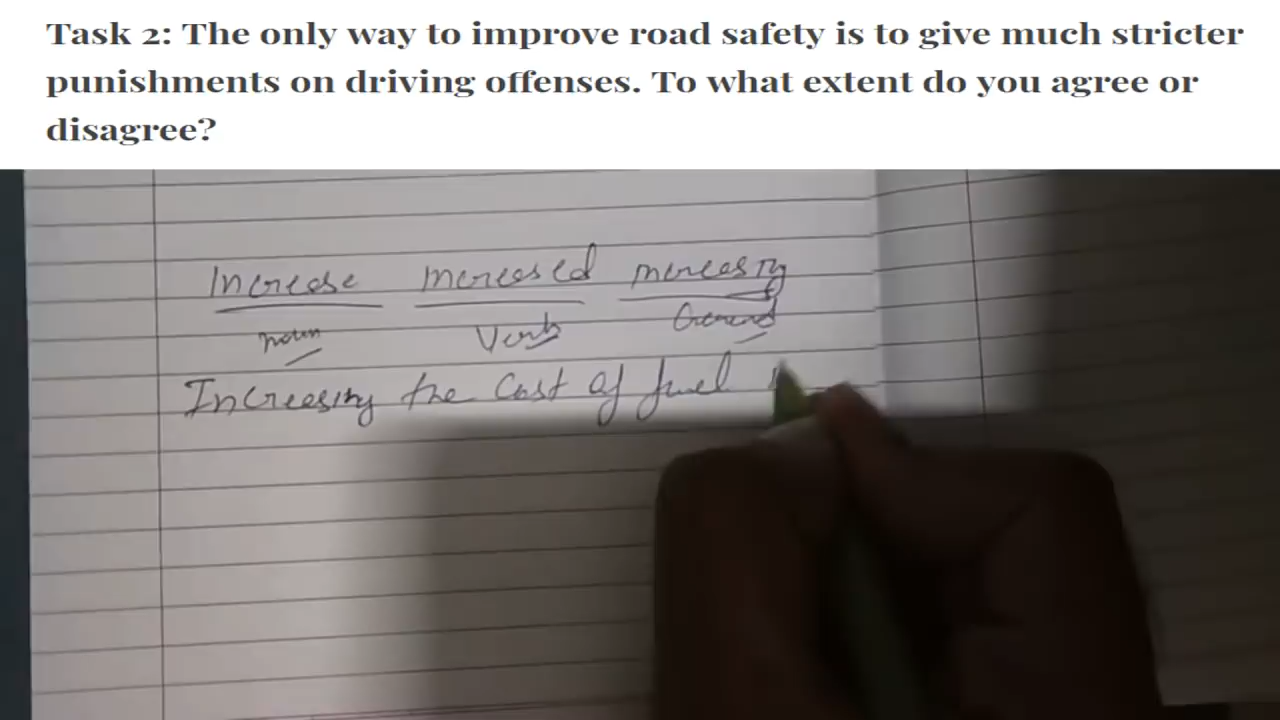 Task 2: The only way to improve road safety is to give much stricter
punishments on driving offenses. To what extent do you agree or
disagree?
Increase Increased increasing
noun Verb Gerund
Increasing the cost of fuel